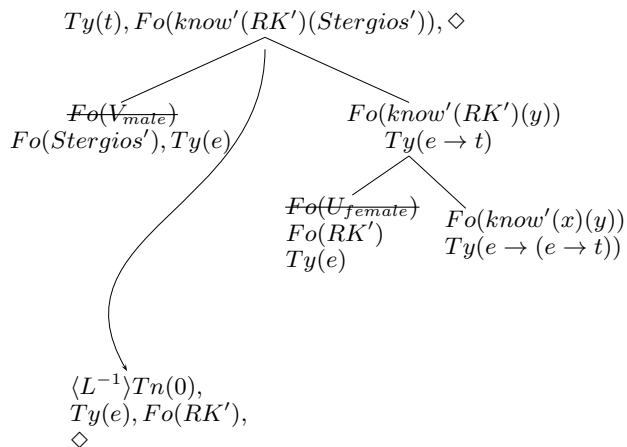 Ty(t), Fo(know′(RK′)(Stergios′)), ◇
Fo(V_male)
Fo(Stergios′), Ty(e)
Fo(know′(RK′)(y))
Ty(e → t)
Fo(U_female)
Fo(RK′)
Ty(e)
Fo(know′(x)(y))
Ty(e → (e → t))
⟨L⁻¹⟩Tn(0),
Ty(e), Fo(RK′),
◇